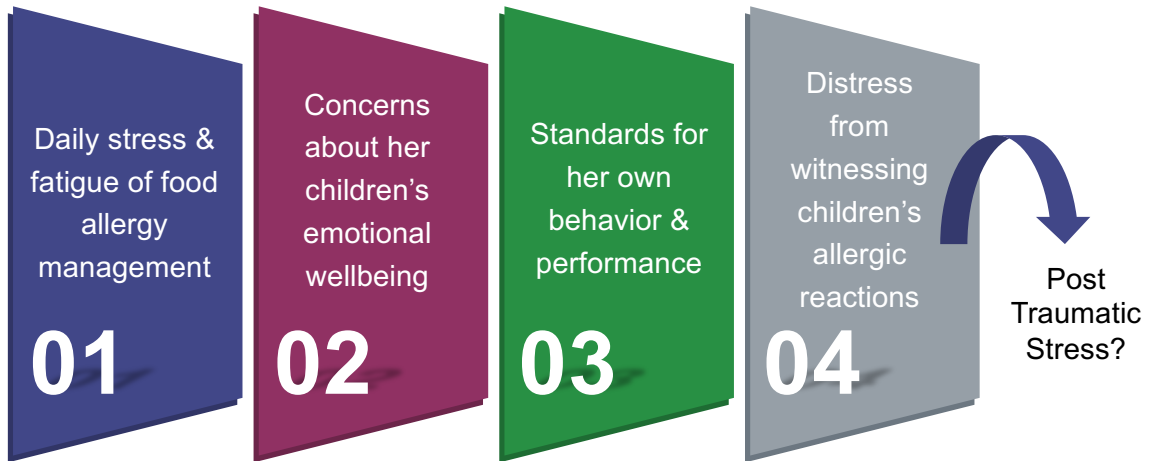 Daily stress &
fatigue of food
allergy
management
01
Concerns
about her
children’s
emotional
wellbeing
02
Standards for
her own
behavior &
performance
03
Distress
from
witnessing
children’s
allergic
reactions
04
Post
Traumatic
Stress?